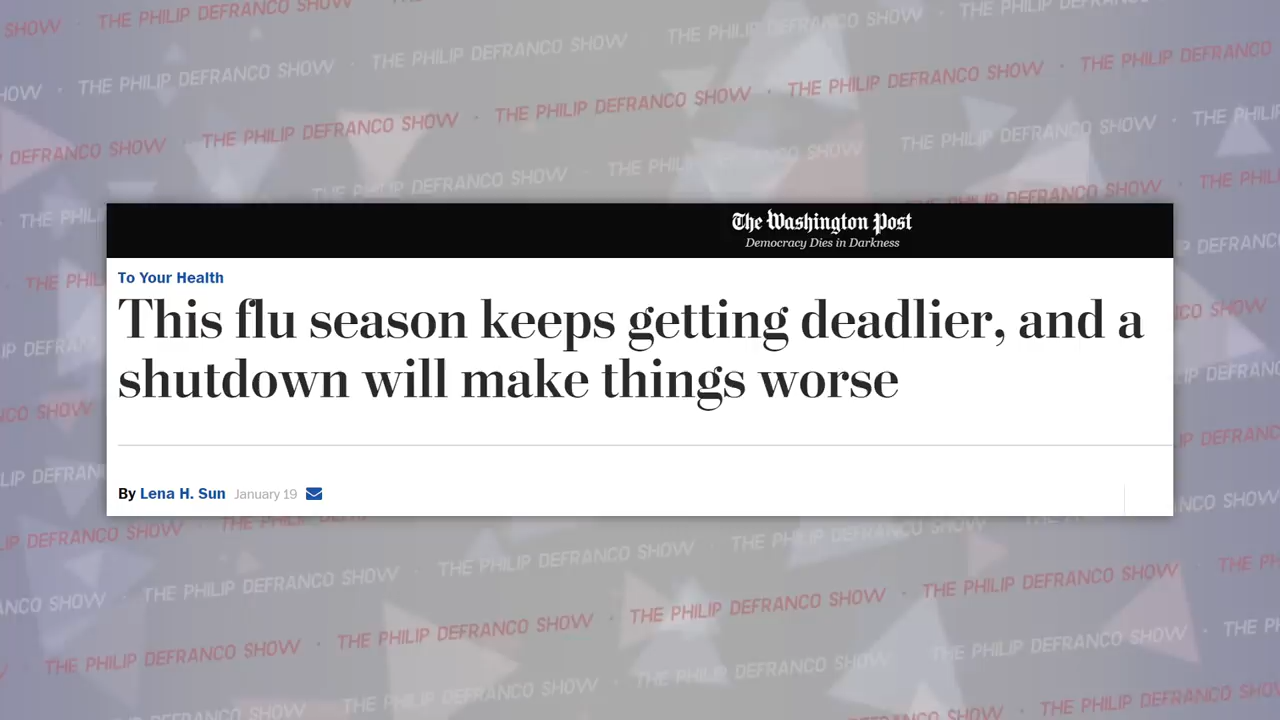 THE PHILIP DEFRANCO SHOW
The Washington Post
Democracy Dies in Darkness
To Your Health
This flu season keeps getting deadlier, and a
shutdown will make things worse
By Lena H. Sun January 19